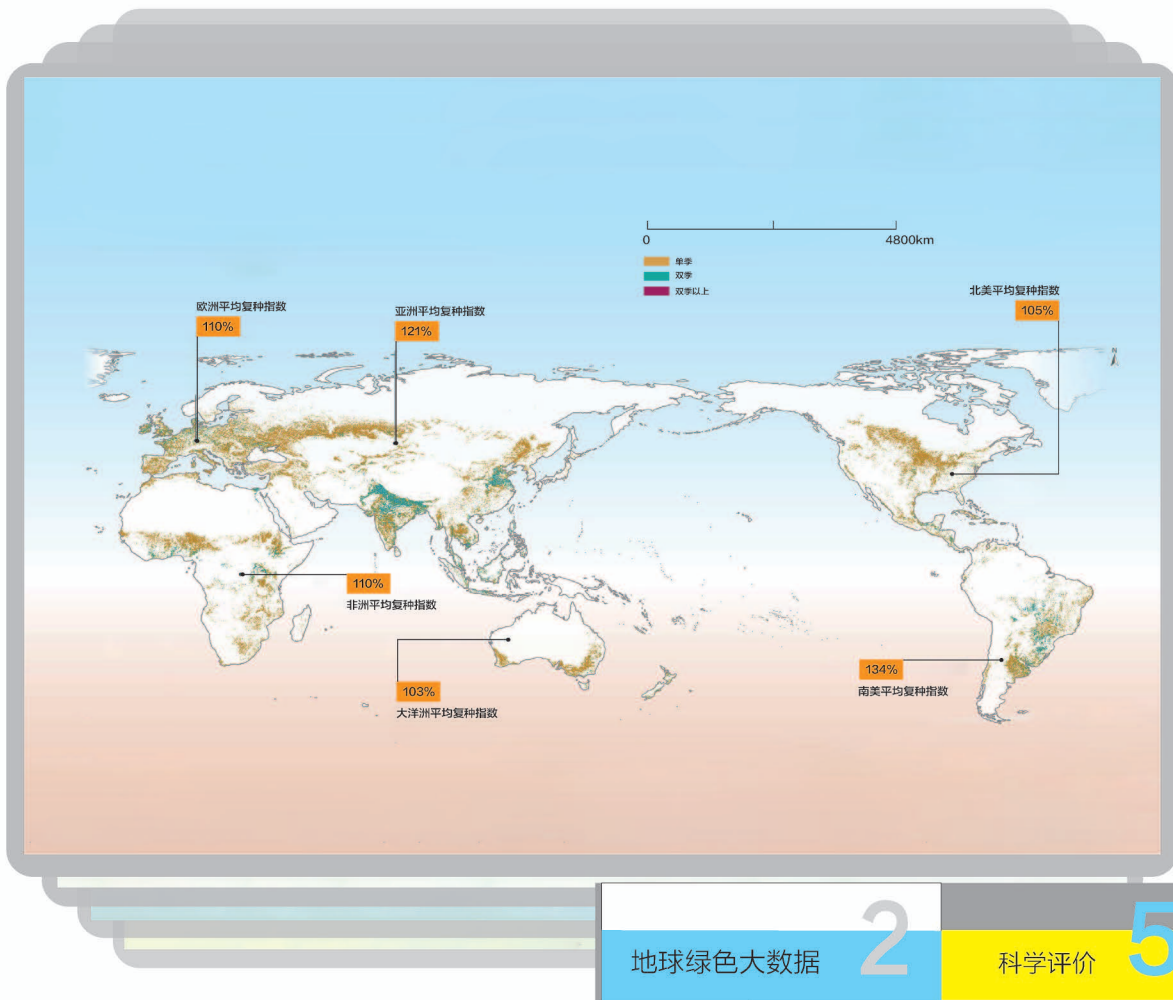 0
4800km
单季
双季
双季以上
欧洲平均复种指数
110%
亚洲平均复种指数
121%
北美平均复种指数
105%
N
110%
非洲平均复种指数
103%
大洋洲平均复种指数
134%
南美平均复种指数
地球绿色大数据
2
科学评价
5